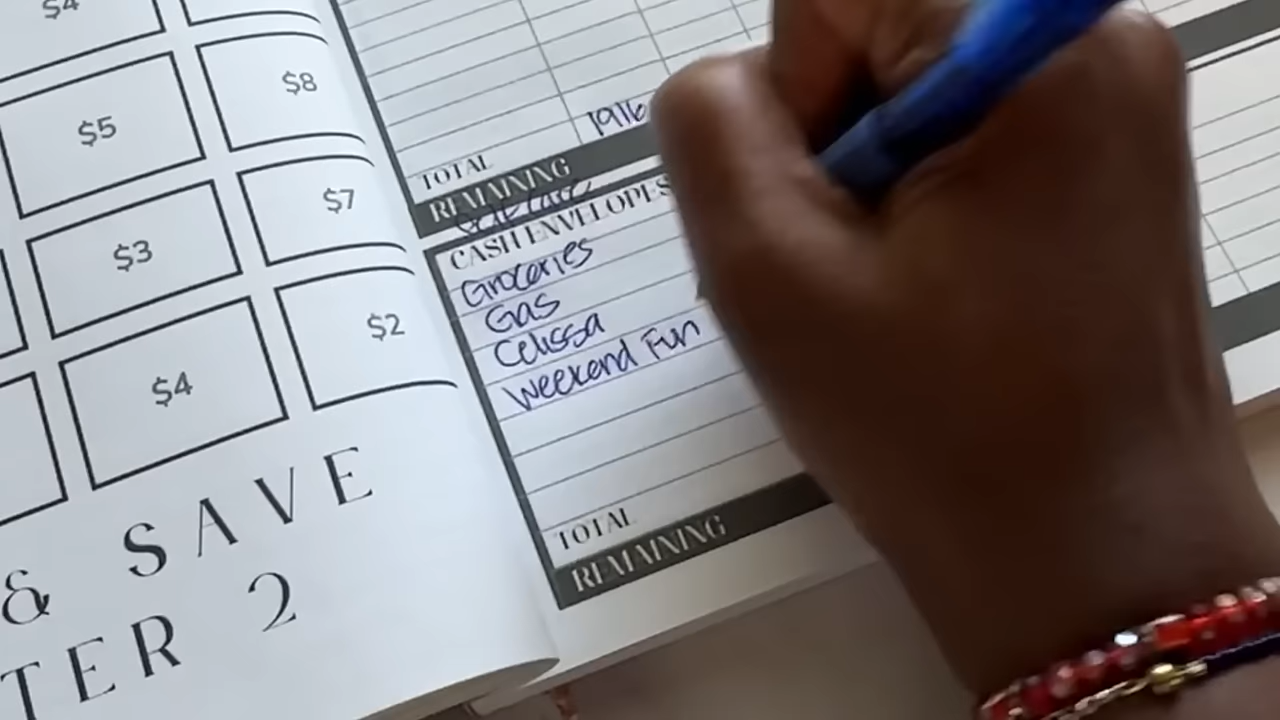 $4
$8
$5
$7
$3
$2
$4
& SAVE
TER 2
1916
TOTAL
REMAINING
CASH ENVELOPES
Groceries
Gas
Celissa
Weekend Fun
TOTAL
REMAINING